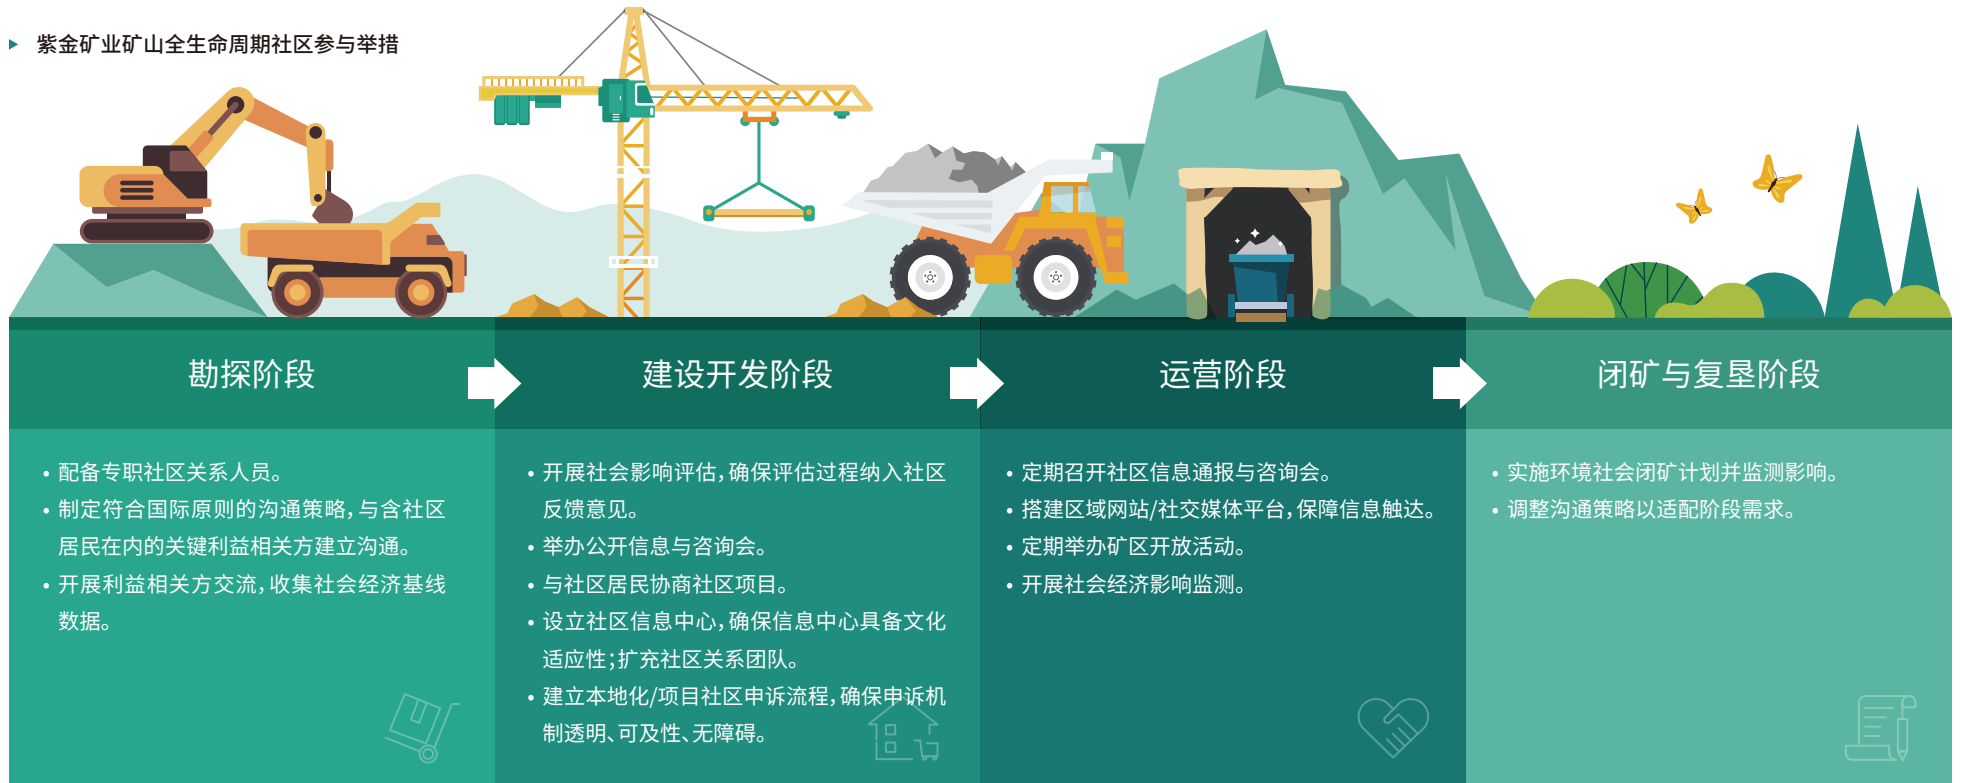 紫金矿业矿山全生命周期社区参与举措
勘探阶段
• 配备专职社区关系人员。
• 制定符合国际原则的沟通策略，与含社区
居民在内的关键利益相关方建立沟通。
• 开展利益相关方交流，收集社会经济基线
数据。
建设开发阶段
• 开展社会影响评估，确保评估过程纳入社区
反馈意见。
• 举办公开信息与咨询会。
• 与社区居民协商社区项目。
• 设立社区信息中心，确保信息中心具备文化
适应性；扩充社区关系团队。
• 建立本地化/项目社区申诉流程，确保申诉机
制透明、可及性、无障碍。
运营阶段
• 定期召开社区信息通报与咨询会。
• 搭建区域网站/社交媒体平台，保障信息触达。
• 定期举办矿区开放活动。
• 开展社会经济影响监测。
闭矿与复垦阶段
• 实施环境社会闭矿计划并监测影响。
• 调整沟通策略以适配阶段需求。